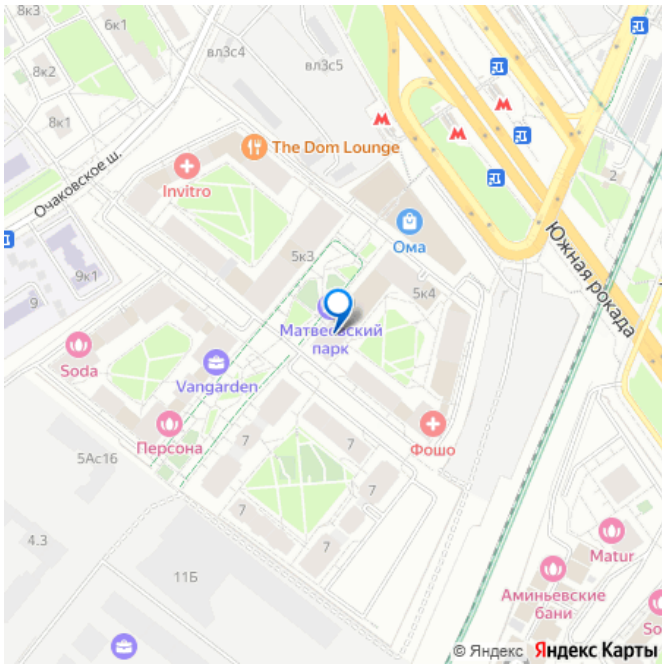 8к3
6к1
вл3с4
вл3с5
8к2
8к1
The Dom Lounge
Invitro
2
Очаковское ш.
Южная рокада
Ома
5к3
9к1
5к4
9
Матвеевский
парк
Soda
Vangarden
Персона
Фошо
7
7
5Ас16
7
7
7
4.3
Matur
11Б
Аминьевские
бани
So
© Яндекс Яндекс Карты